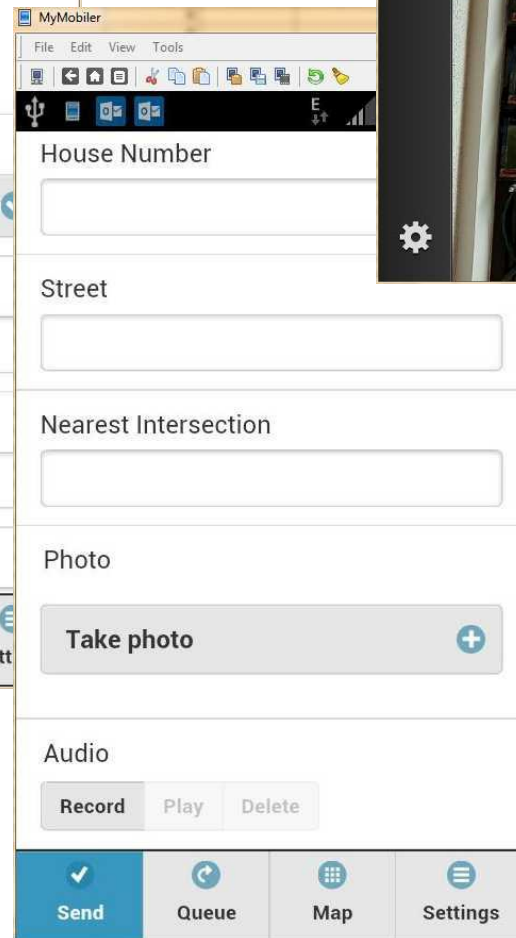 MyMobiler
File Edit View Tools
E
House Number
Street
Nearest Intersection
Photo
Take photo
Audio
Record Play Delete
Send Queue Map Settings
tt